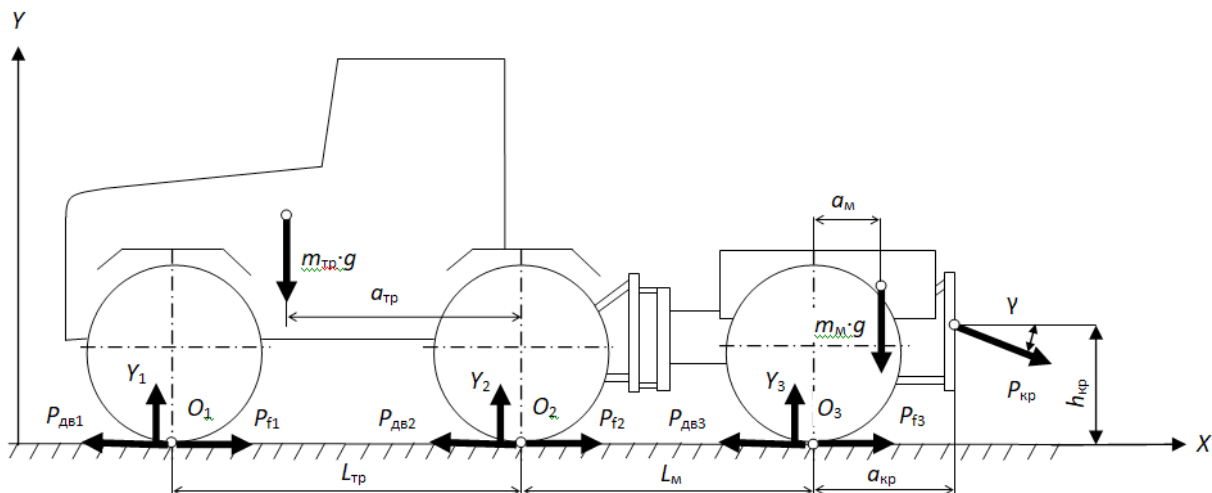 Y
aм
mтр·g
aтр
γ
mм·g
Y1
Y2
Y3
Pкр
hкр
Pдв1
O1
Pf1
Pдв2
O2
Pf2
Pдв3
O3
Pf3
X
Lтр
Lм
aкр